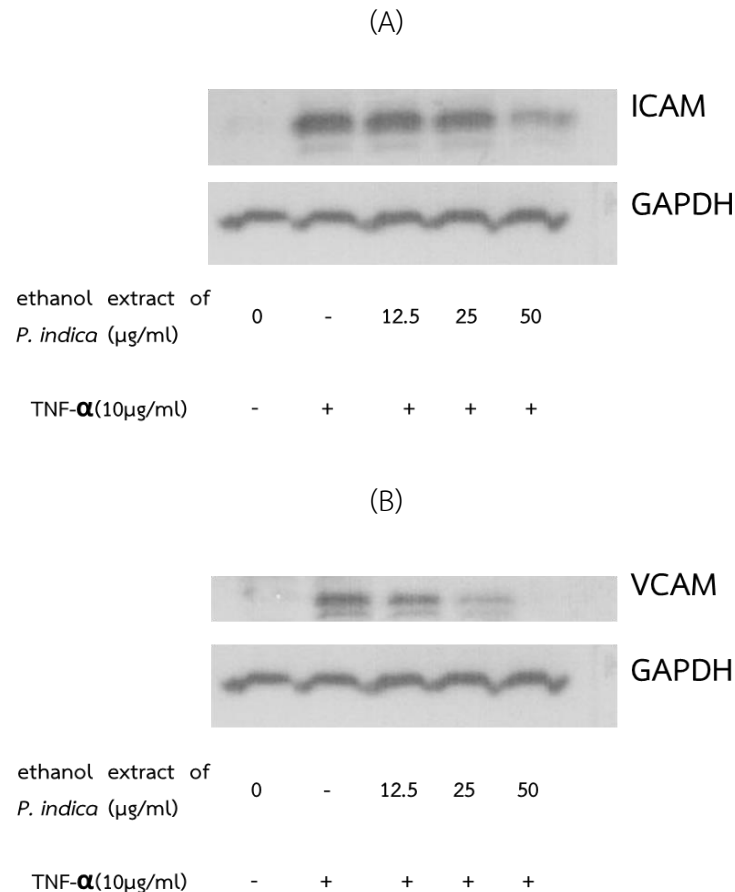 (A)
ICAM
GAPDH
ethanol extract of
P. indica (µg/ml)
0 - 12.5 25 50
TNF-α(10µg/ml) - + + + +
(B)
VCAM
GAPDH
ethanol extract of
P. indica (µg/ml)
0 - 12.5 25 50
TNF-α(10µg/ml) - + + + +